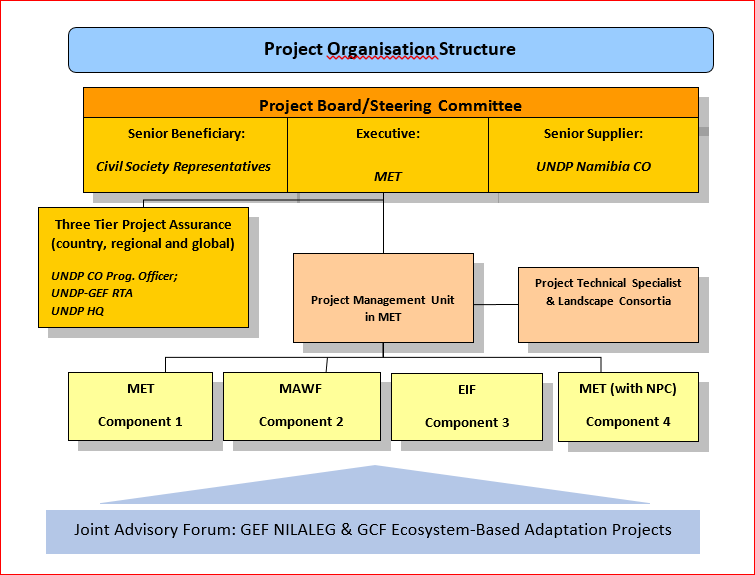 Project Organisation Structure
Project Board/Steering Committee
Senior Beneficiary:
Civil Society Representatives
Executive:
MET
Senior Supplier:
UNDP Namibia CO
Three Tier Project Assurance
(country, regional and global)
UNDP CO Prog. Officer;
UNDP-GEF RTA
UNDP HQ
Project Management Unit
in MET
Project Technical Specialist
& Landscape Consortia
MET
Component 1
MAWF
Component 2
EIF
Component 3
MET (with NPC)
Component 4
Joint Advisory Forum: GEF NILALEG & GCF Ecosystem-Based Adaptation Projects